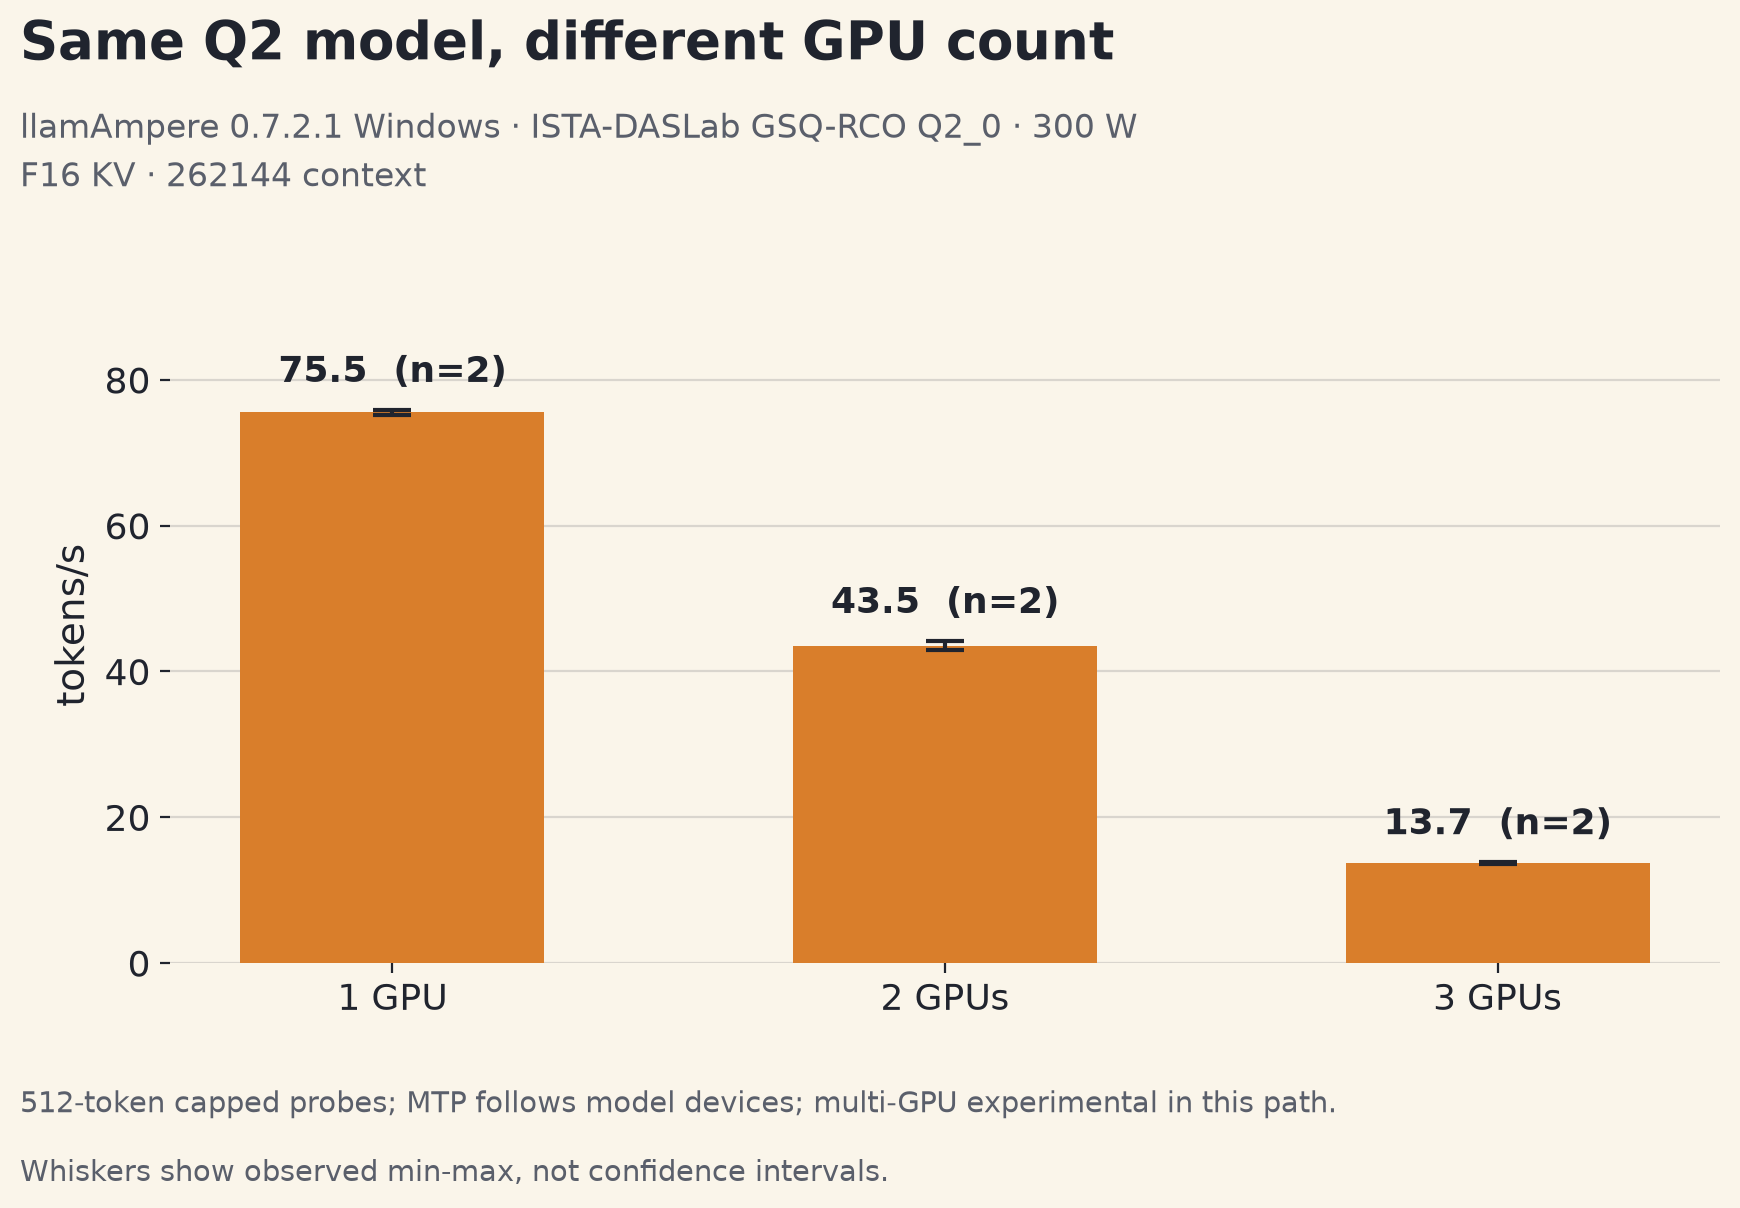 Same Q2 model, different GPU count
llamAmpere 0.7.2.1 Windows · ISTA-DASLab GSQ-RCO Q2_0 · 300 W
F16 KV · 262144 context
75.5 (n=2)
43.5 (n=2)
13.7 (n=2)
80
60
40
20
0
tokens/s
1 GPU
2 GPUs
3 GPUs
512-token capped probes; MTP follows model devices; multi-GPU experimental in this path.
Whiskers show observed min-max, not confidence intervals.